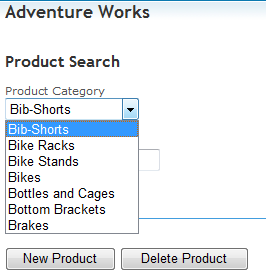 Adventure Works
Product Search
Product Category
Bib-Shorts
Bib-Shorts
Bike Racks
Bike Stands
Bikes
Bottles and Cages
Bottom Brackets
Brakes
New Product Delete Product